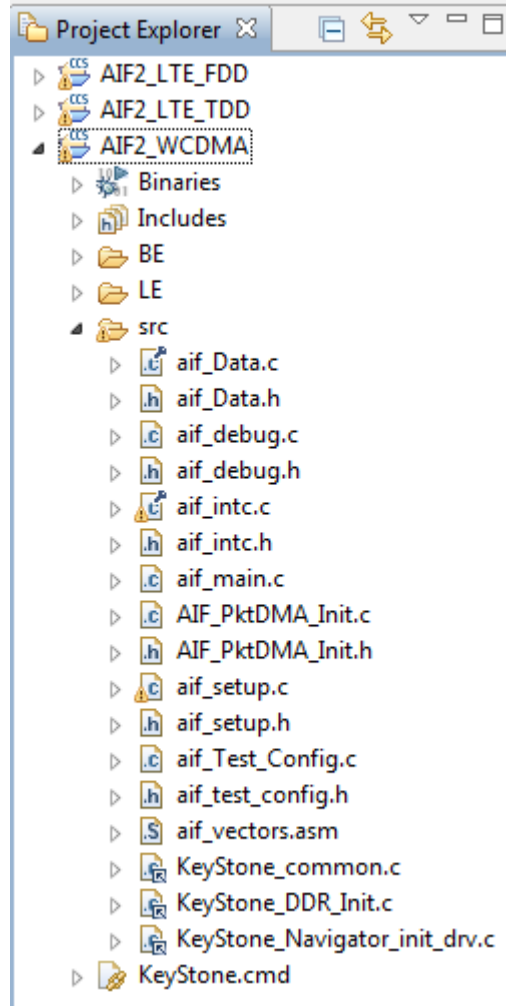 Project Explorer
AIF2_LTE_FDD
AIF2_LTE_TDD
AIF2_WCDMA
Binaries
Includes
BE
LE
src
aif_Data.c
aif_Data.h
aif_debug.c
aif_debug.h
aif_intc.c
aif_intc.h
aif_main.c
AIF_PktDMA_Init.c
AIF_PktDMA_Init.h
aif_setup.c
aif_setup.h
aif_Test_Config.c
aif_test_config.h
aif_vectors.asm
KeyStone_common.c
KeyStone_DDR_Init.c
KeyStone_Navigator_init_drv.c
KeyStone.cmd